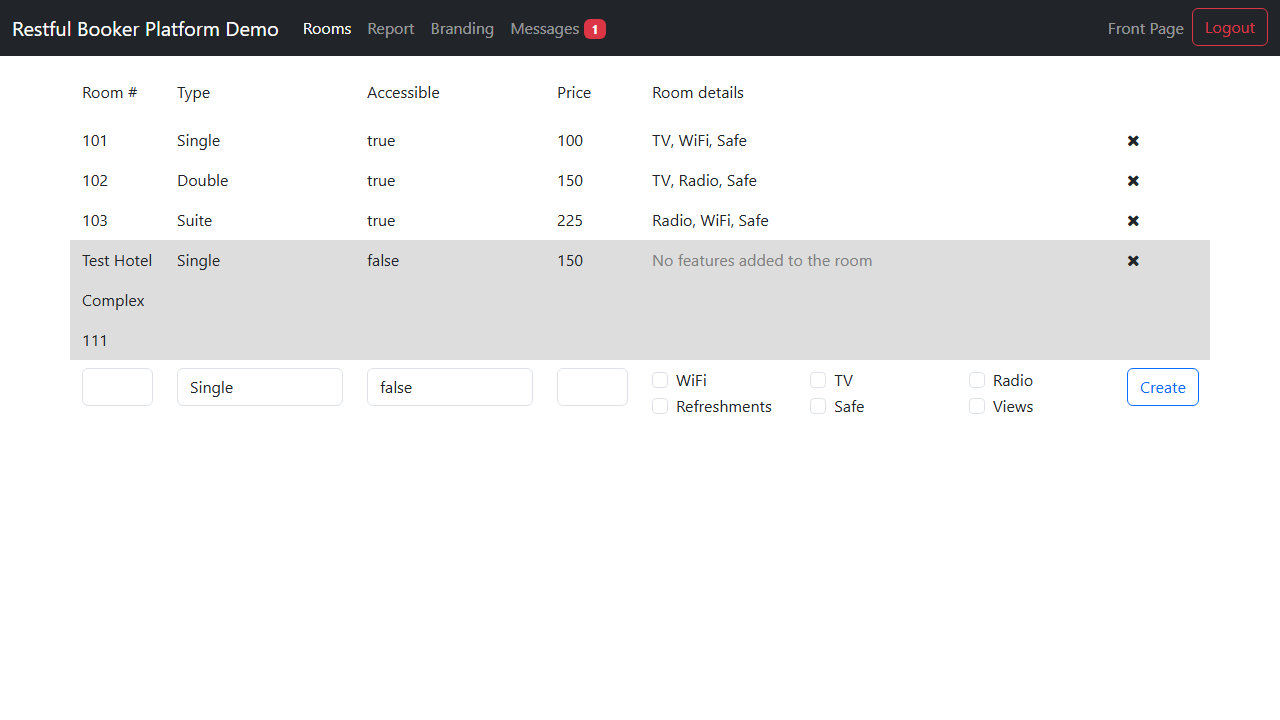 Restful Booker Platform Demo Rooms Report Branding Messages 1 Front Page Logout
Room # Type Accessible Price Room details
101 Single true 100 TV, WiFi, Safe
102 Double true 150 TV, Radio, Safe
103 Suite true 225 Radio, WiFi, Safe
Test Hotel Single false 150 No features added to the room
Complex
111
Single false WiFi TV Radio Create
Refreshments Safe Views